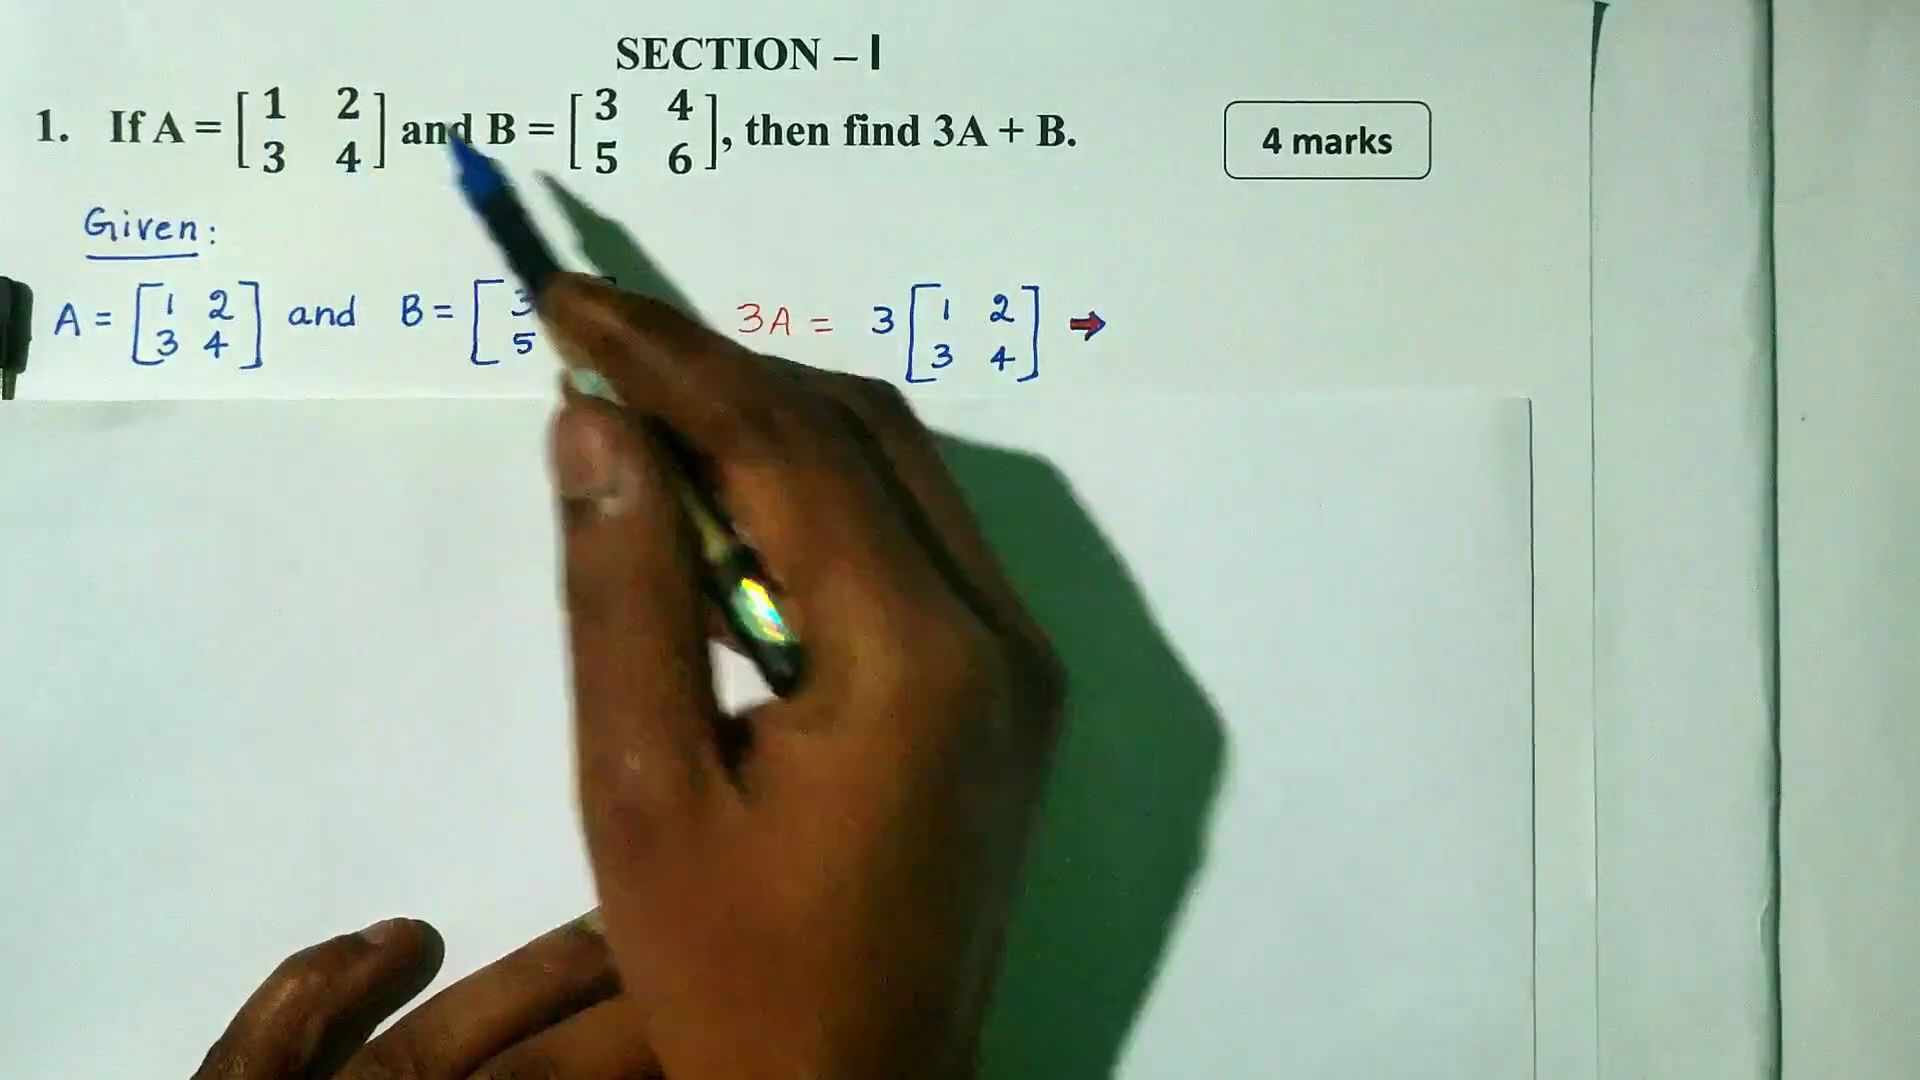 SECTION – I
1. If A = [1 2 3 4] and B = [3 4 5 6], then find 3A + B.
4 marks
Given:
A = [1 2 3 4] and B = [3 5 3A = 3 [1 2 3 4] →